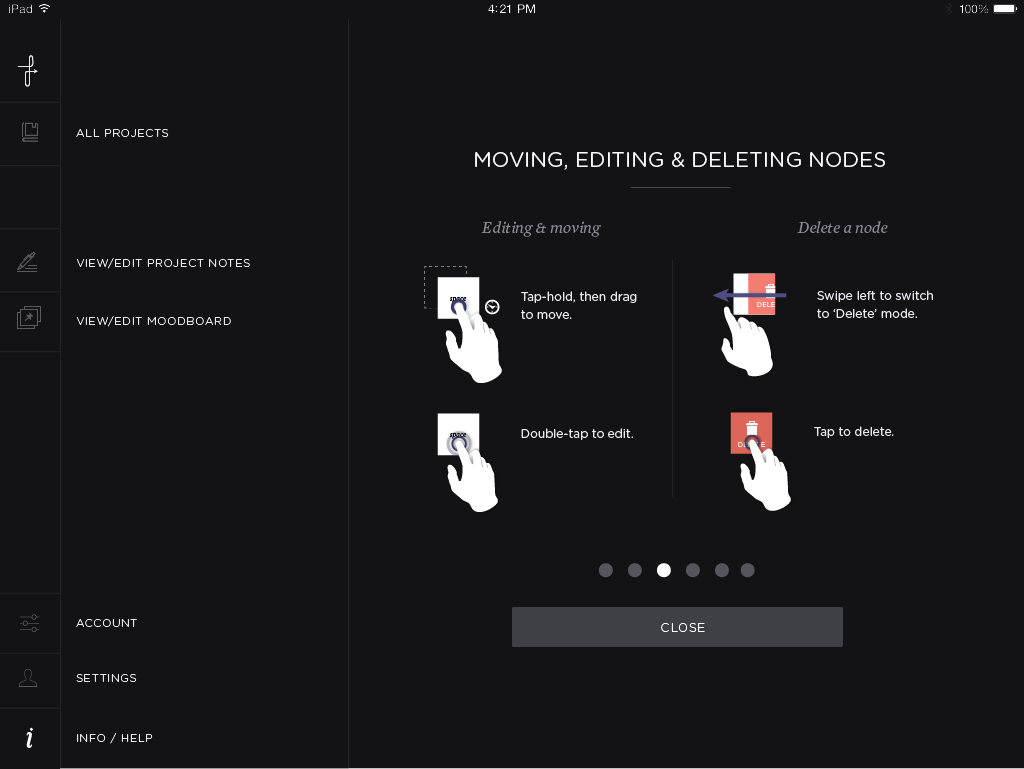 iPad
4:21 PM
100%
ALL PROJECTS
VIEW/EDIT PROJECT NOTES
VIEW/EDIT MOODBOARD
ACCOUNT
SETTINGS
i
INFO / HELP
MOVING, EDITING & DELETING NODES
Editing & moving
space
Tap-hold, then drag
to move.
space
Double-tap to edit.
Delete a node
DELE
Swipe left to switch
to ‘Delete’ mode.
Tap to delete.
CLOSE